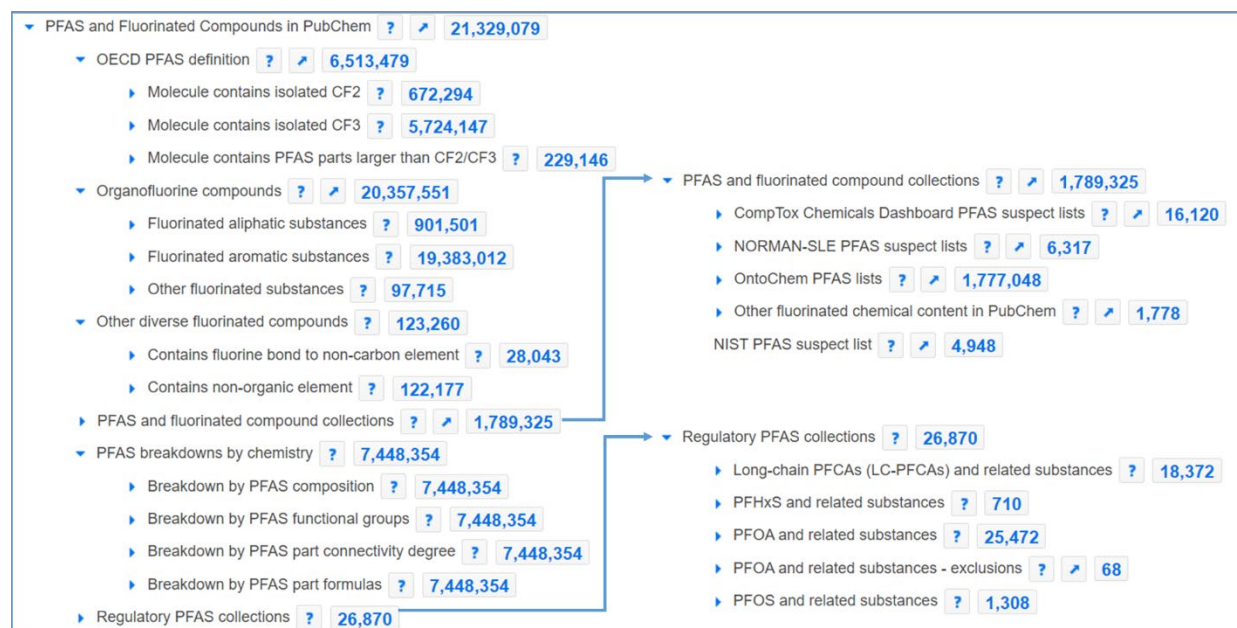 PFAS and Fluorinated Compounds in PubChem ? 21,329,079
OECD PFAS definition ? 6,513,479
Molecule contains isolated CF2 ? 672,294
Molecule contains isolated CF3 ? 5,724,147
Molecule contains PFAS parts larger than CF2/CF3 ? 229,146
Organofluorine compounds ? 20,357,551
Fluorinated aliphatic substances ? 901,501
Fluorinated aromatic substances ? 19,383,012
Other fluorinated substances ? 97,715
Other diverse fluorinated compounds ? 123,260
Contains fluorine bond to non-carbon element ? 28,043
Contains non-organic element ? 122,177
PFAS and fluorinated compound collections ? 1,789,325
PFAS breakdowns by chemistry ? 7,448,354
Breakdown by PFAS composition ? 7,448,354
Breakdown by PFAS functional groups ? 7,448,354
Breakdown by PFAS part connectivity degree ? 7,448,354
Breakdown by PFAS part formulas ? 7,448,354
Regulatory PFAS collections ? 26,870
PFAS and fluorinated compound collections ? 1,789,325
CompTox Chemicals Dashboard PFAS suspect lists ? 16,120
NORMAN-SLE PFAS suspect lists ? 6,317
OntoChem PFAS lists ? 1,777,048
Other fluorinated chemical content in PubChem ? 1,778
NIST PFAS suspect list ? 4,948
Regulatory PFAS collections ? 26,870
Long-chain PFCAs (LC-PFCAs) and related substances ? 18,372
PFHxS and related substances ? 710
PFOA and related substances ? 25,472
PFOA and related substances - exclusions ? 68
PFOS and related substances ? 1,308